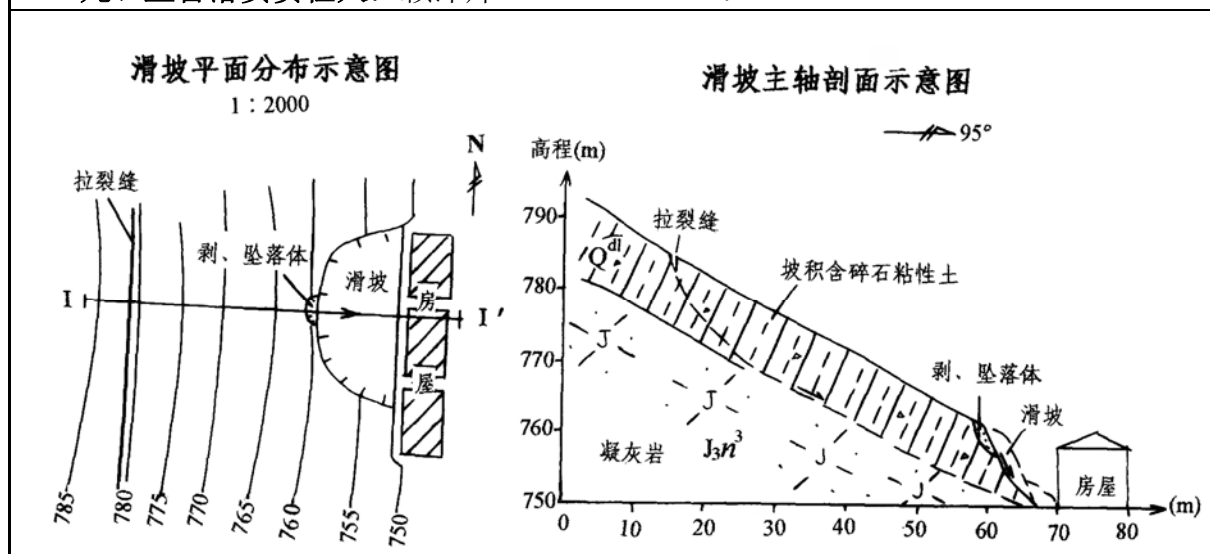 滑坡平面分布示意图
1：2000
N
拉裂缝
剥、坠落体
滑坡
I
I′
房
屋
785
780
775
770
765
760
755
750
滑坡主轴剖面示意图
95°
高程(m)
790
780
770
760
750
拉裂缝
Q^dl
坡积含碎石粘性土
剥、坠落体
滑坡
J
J
J
J
凝灰岩
J₃n³
房屋
0
10
20
30
40
50
60
70
80
(m)